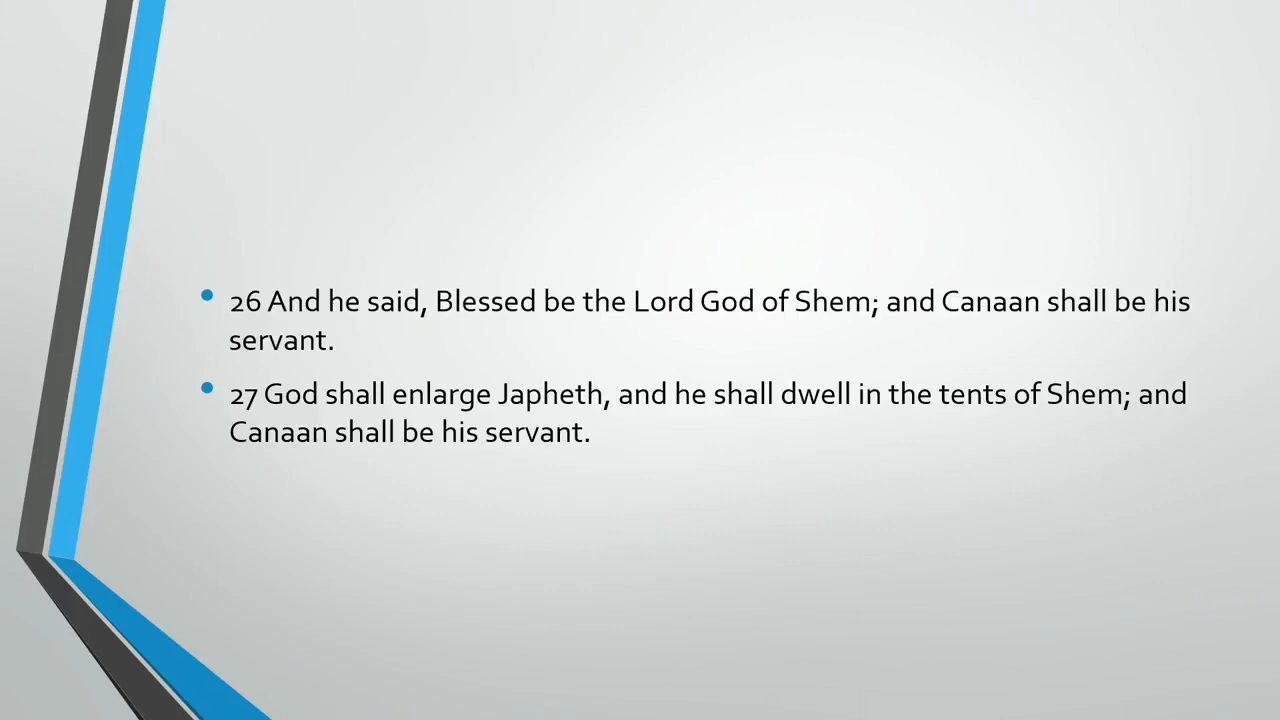 • 26 And he said, Blessed be the Lord God of Shem; and Canaan shall be his
servant.
• 27 God shall enlarge Japheth, and he shall dwell in the tents of Shem; and
Canaan shall be his servant.